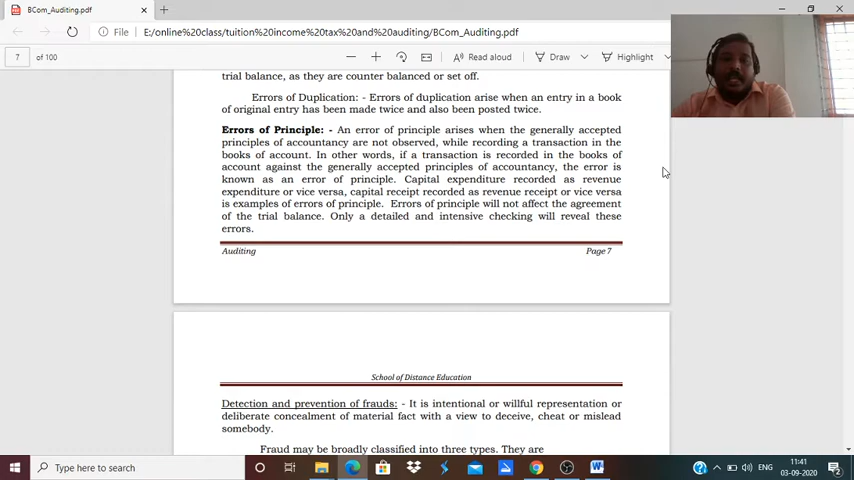 BCom_Auditing.pdf
File
E:/online%20class/tuition%20income%20tax%20and%20auditing/BCom_Auditing.pdf
7 of 100
Read aloud
Draw
Highlight
trial balance, as they are counter balanced or set off.
Errors of Duplication: - Errors of duplication arise when an entry in a book
of original entry has been made twice and also been posted twice.
Errors of Principle: - An error of principle arises when the generally accepted
principles of accountancy are not observed, while recording a transaction in the
books of account. In other words, if a transaction is recorded in the books of
account against the generally accepted principles of accountancy, the error is
known as an error of principle. Capital expenditure recorded as revenue
expenditure or vice versa, capital receipt recorded as revenue receipt or vice versa
is examples of errors of principle. Errors of principle will not affect the agreement
of the trial balance. Only a detailed and intensive checking will reveal these
errors.
Auditing Page 7
School of Distance Education
Detection and prevention of frauds: - It is intentional or willful representation or
deliberate concealment of material fact with a view to deceive, cheat or mislead
somebody.
Fraud may be broadly classified into three types. They are
Type here to search
ENG
11:41
03-09-2020
2